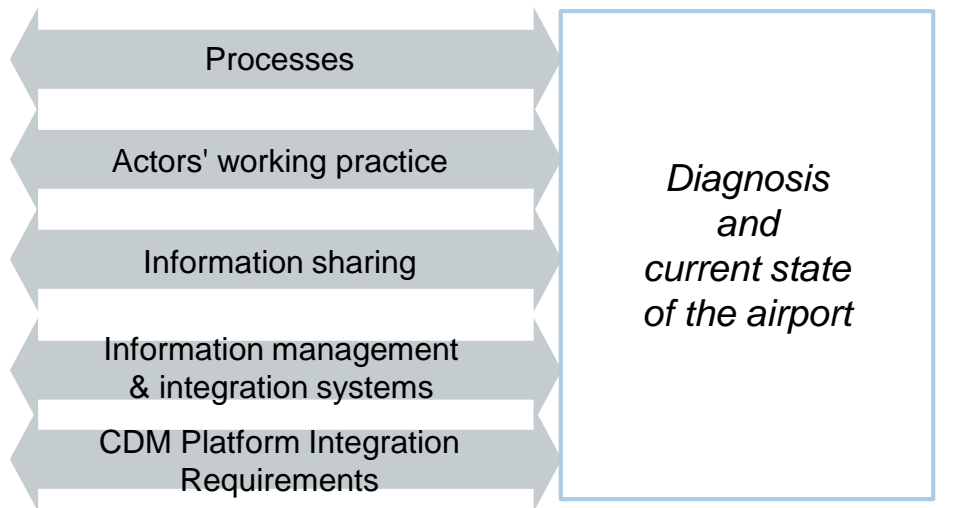 Processes
Actors' working practice
Information sharing
Information management
& integration systems
CDM Platform Integration
Requirements
Diagnosis
and
current state
of the airport